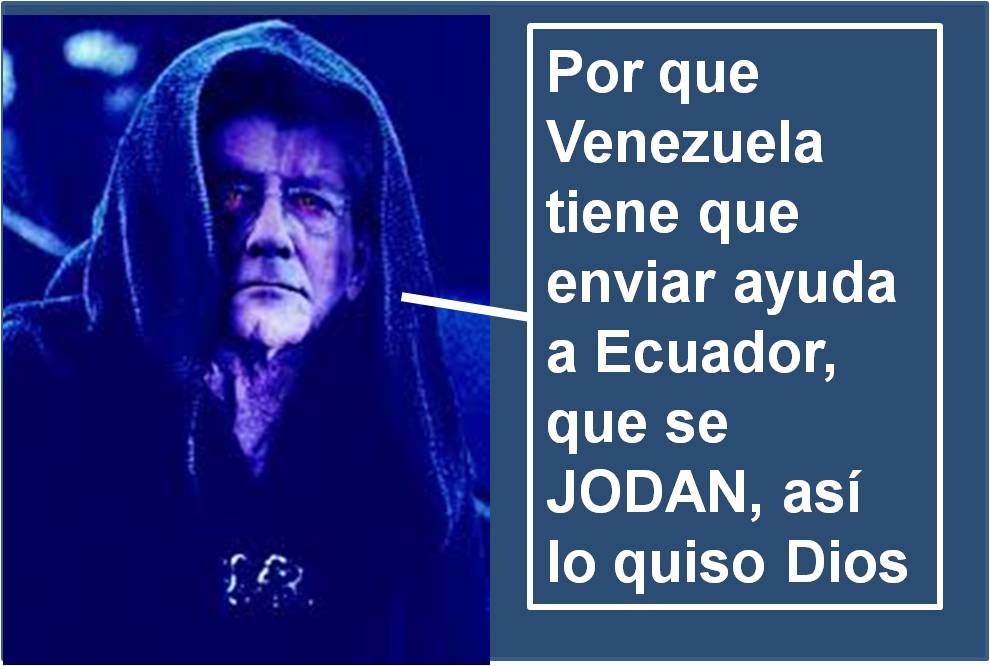 Por que
Venezuela
tiene que
enviar ayuda
a Ecuador,
que se
JODAN, así
lo quiso Dios